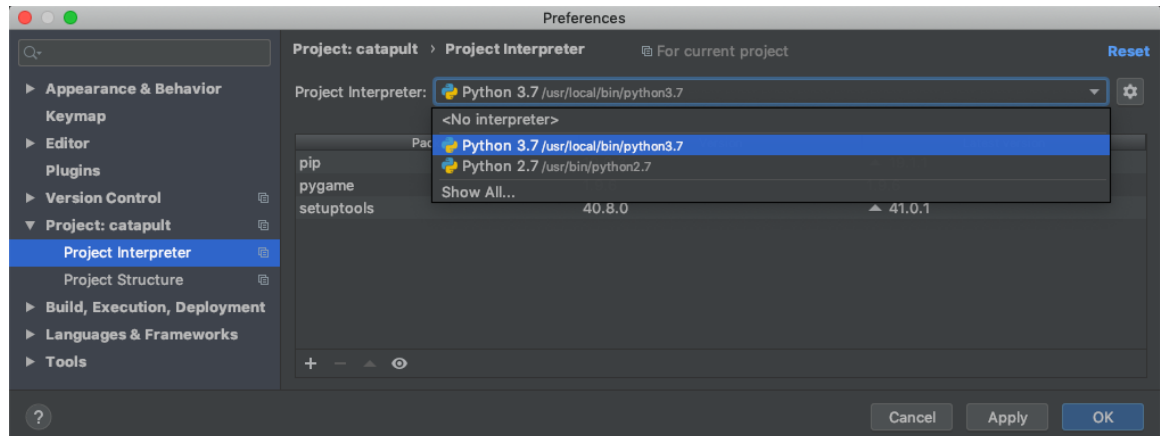 Preferences
Project: catapult › Project Interpreter For current project Reset
Appearance & Behavior
Keymap
Editor
Plugins
Version Control
Project: catapult
Project Interpreter
Project Structure
Build, Execution, Deployment
Languages & Frameworks
Tools
Project Interpreter: Python 3.7 /usr/local/bin/python3.7
<No interpreter>
Python 3.7 /usr/local/bin/python3.7
Python 2.7 /usr/bin/python2.7
Show All...
pip
pygame
setuptools 40.8.0 41.0.1
? Cancel Apply OK